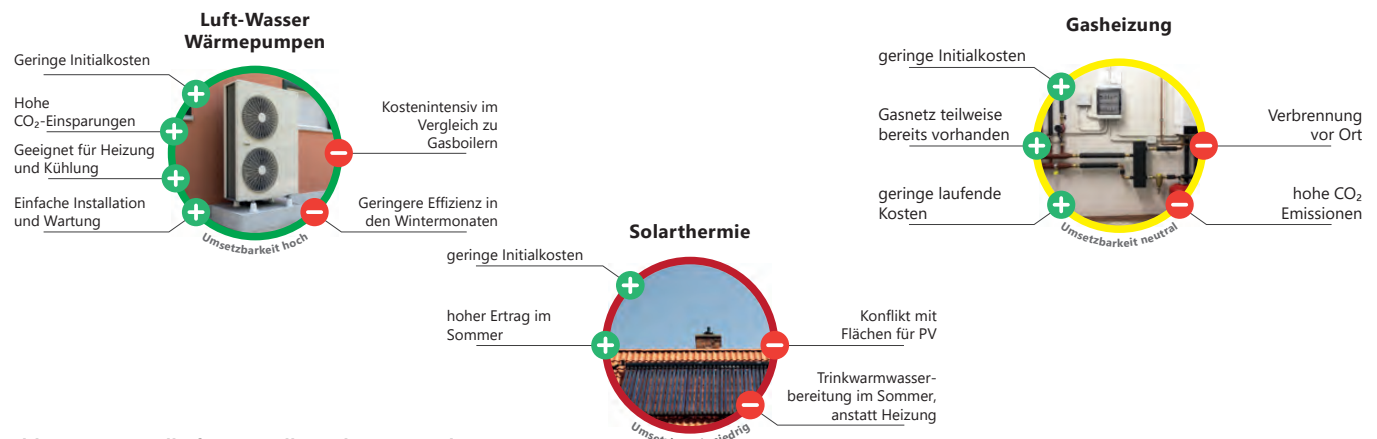 Luft-Wasser
Wärmepumpen
Geringe Initialkosten
Hohe
CO₂-Einsparungen
Geeignet für Heizung
und Kühlung
Einfache Installation
und Wartung
Kostenintensiv im
Vergleich zu
Gasboilern
Geringere Effizienz in
den Wintermonaten
Umsetzbarkeit hoch
Solarthermie
geringe Initialkosten
hoher Ertrag im
Sommer
Konflikt mit
Flächen für PV
Trinkwarmwasser-
bereitung im Sommer,
anstatt Heizung
Gasheizung
geringe Initialkosten
Gasnetz teilweise
bereits vorhanden
geringe laufende
Kosten
Verbrennung
vor Ort
hohe CO₂
Emissionen
Umsetzbarkeit neutral